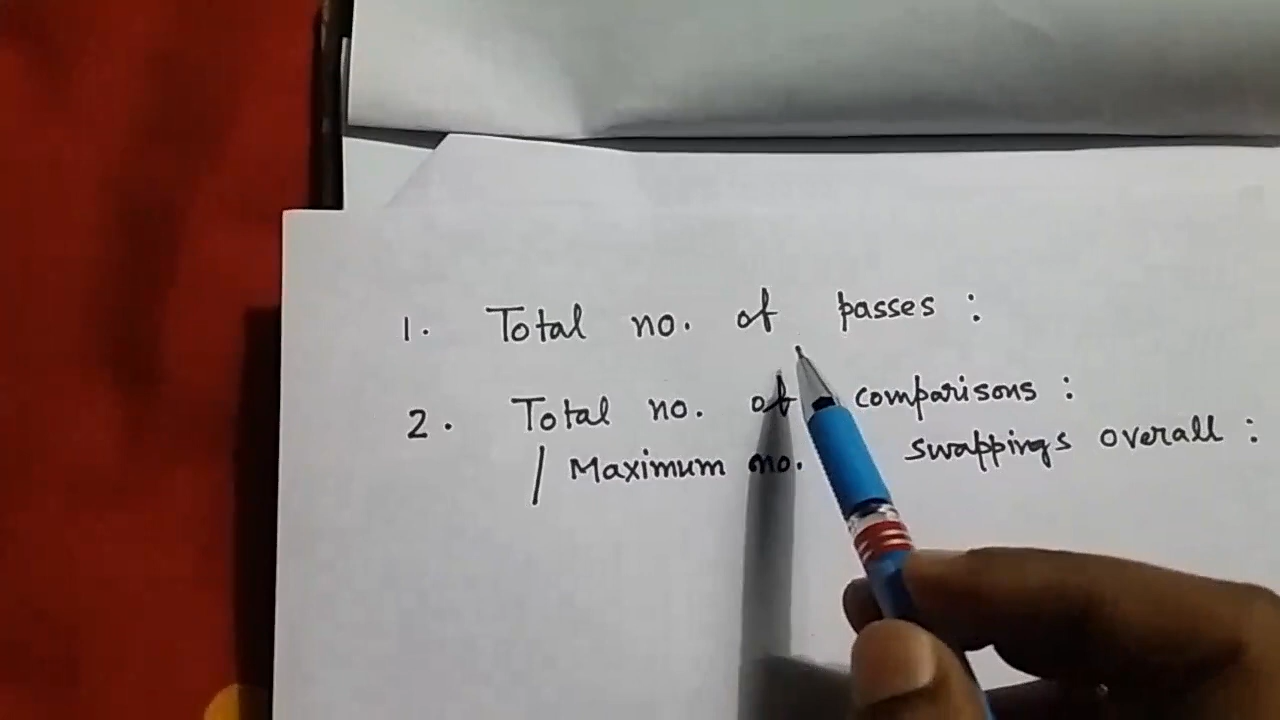 1. Total no. of passes :
2. Total no. of comparisons :
/ Maximum no. swappings overall :